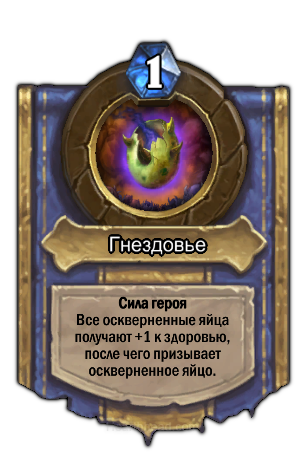 1
Гнездовье
Сила героя
Все оскверненные яйца
получают +1 к здоровью,
после чего призывает
оскверненное яйцо.